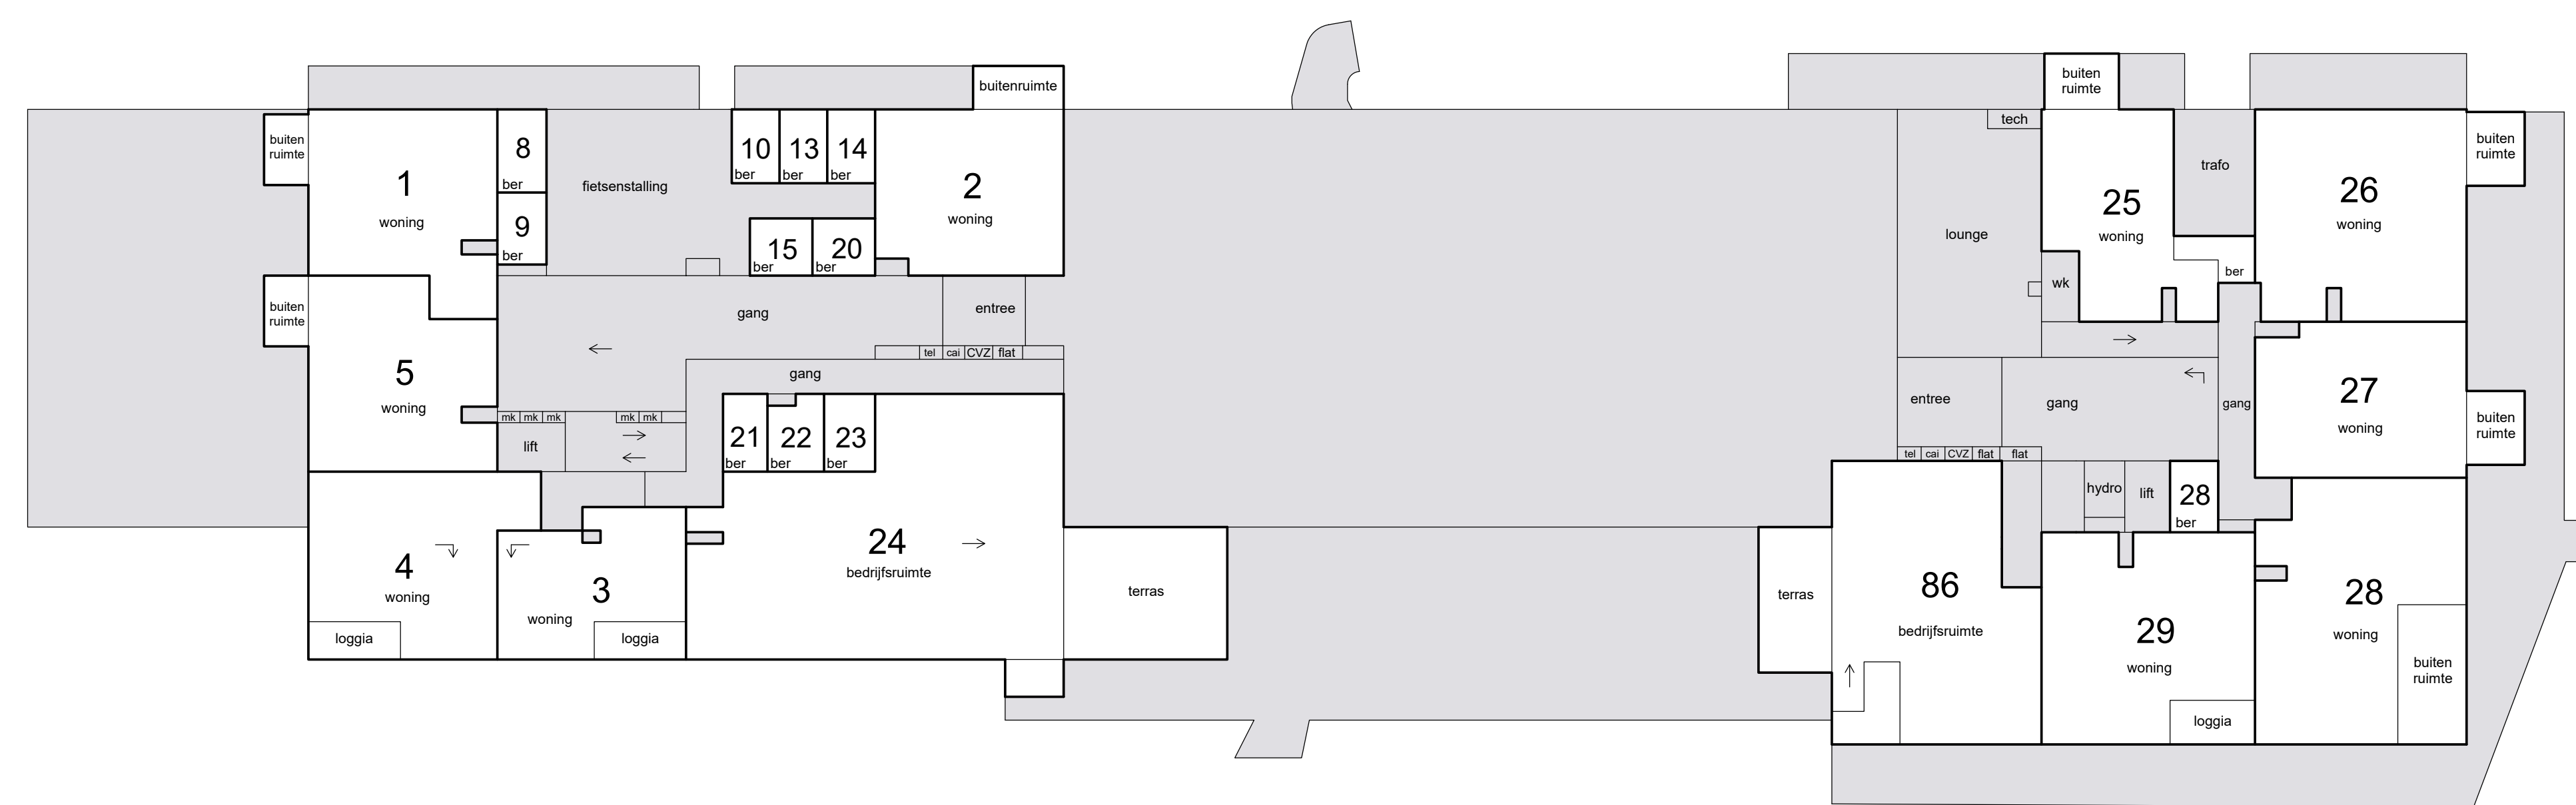 buiten
ruimte
1
woning
8
ber
9
ber
fietsenstalling
10
ber
13
ber
14
ber
15
ber
20
ber
buitenruimte
2
woning
buiten
ruimte
5
woning
gang
entree
tel
cai
CVZ
flat
gang
mk
mk
mk
mk
mk
lift
21
ber
22
ber
23
ber
4
woning
loggia
3
woning
loggia
24
bedrijfsruimte
terras
buiten
ruimte
tech
lounge
25
woning
trafo
26
woning
buiten
ruimte
wk
ber
entree
gang
gang
27
woning
buiten
ruimte
tel
cai
CVZ
flat
flat
hydro
lift
28
ber
terras
86
bedrijfsruimte
29
woning
loggia
28
woning
buiten
ruimte